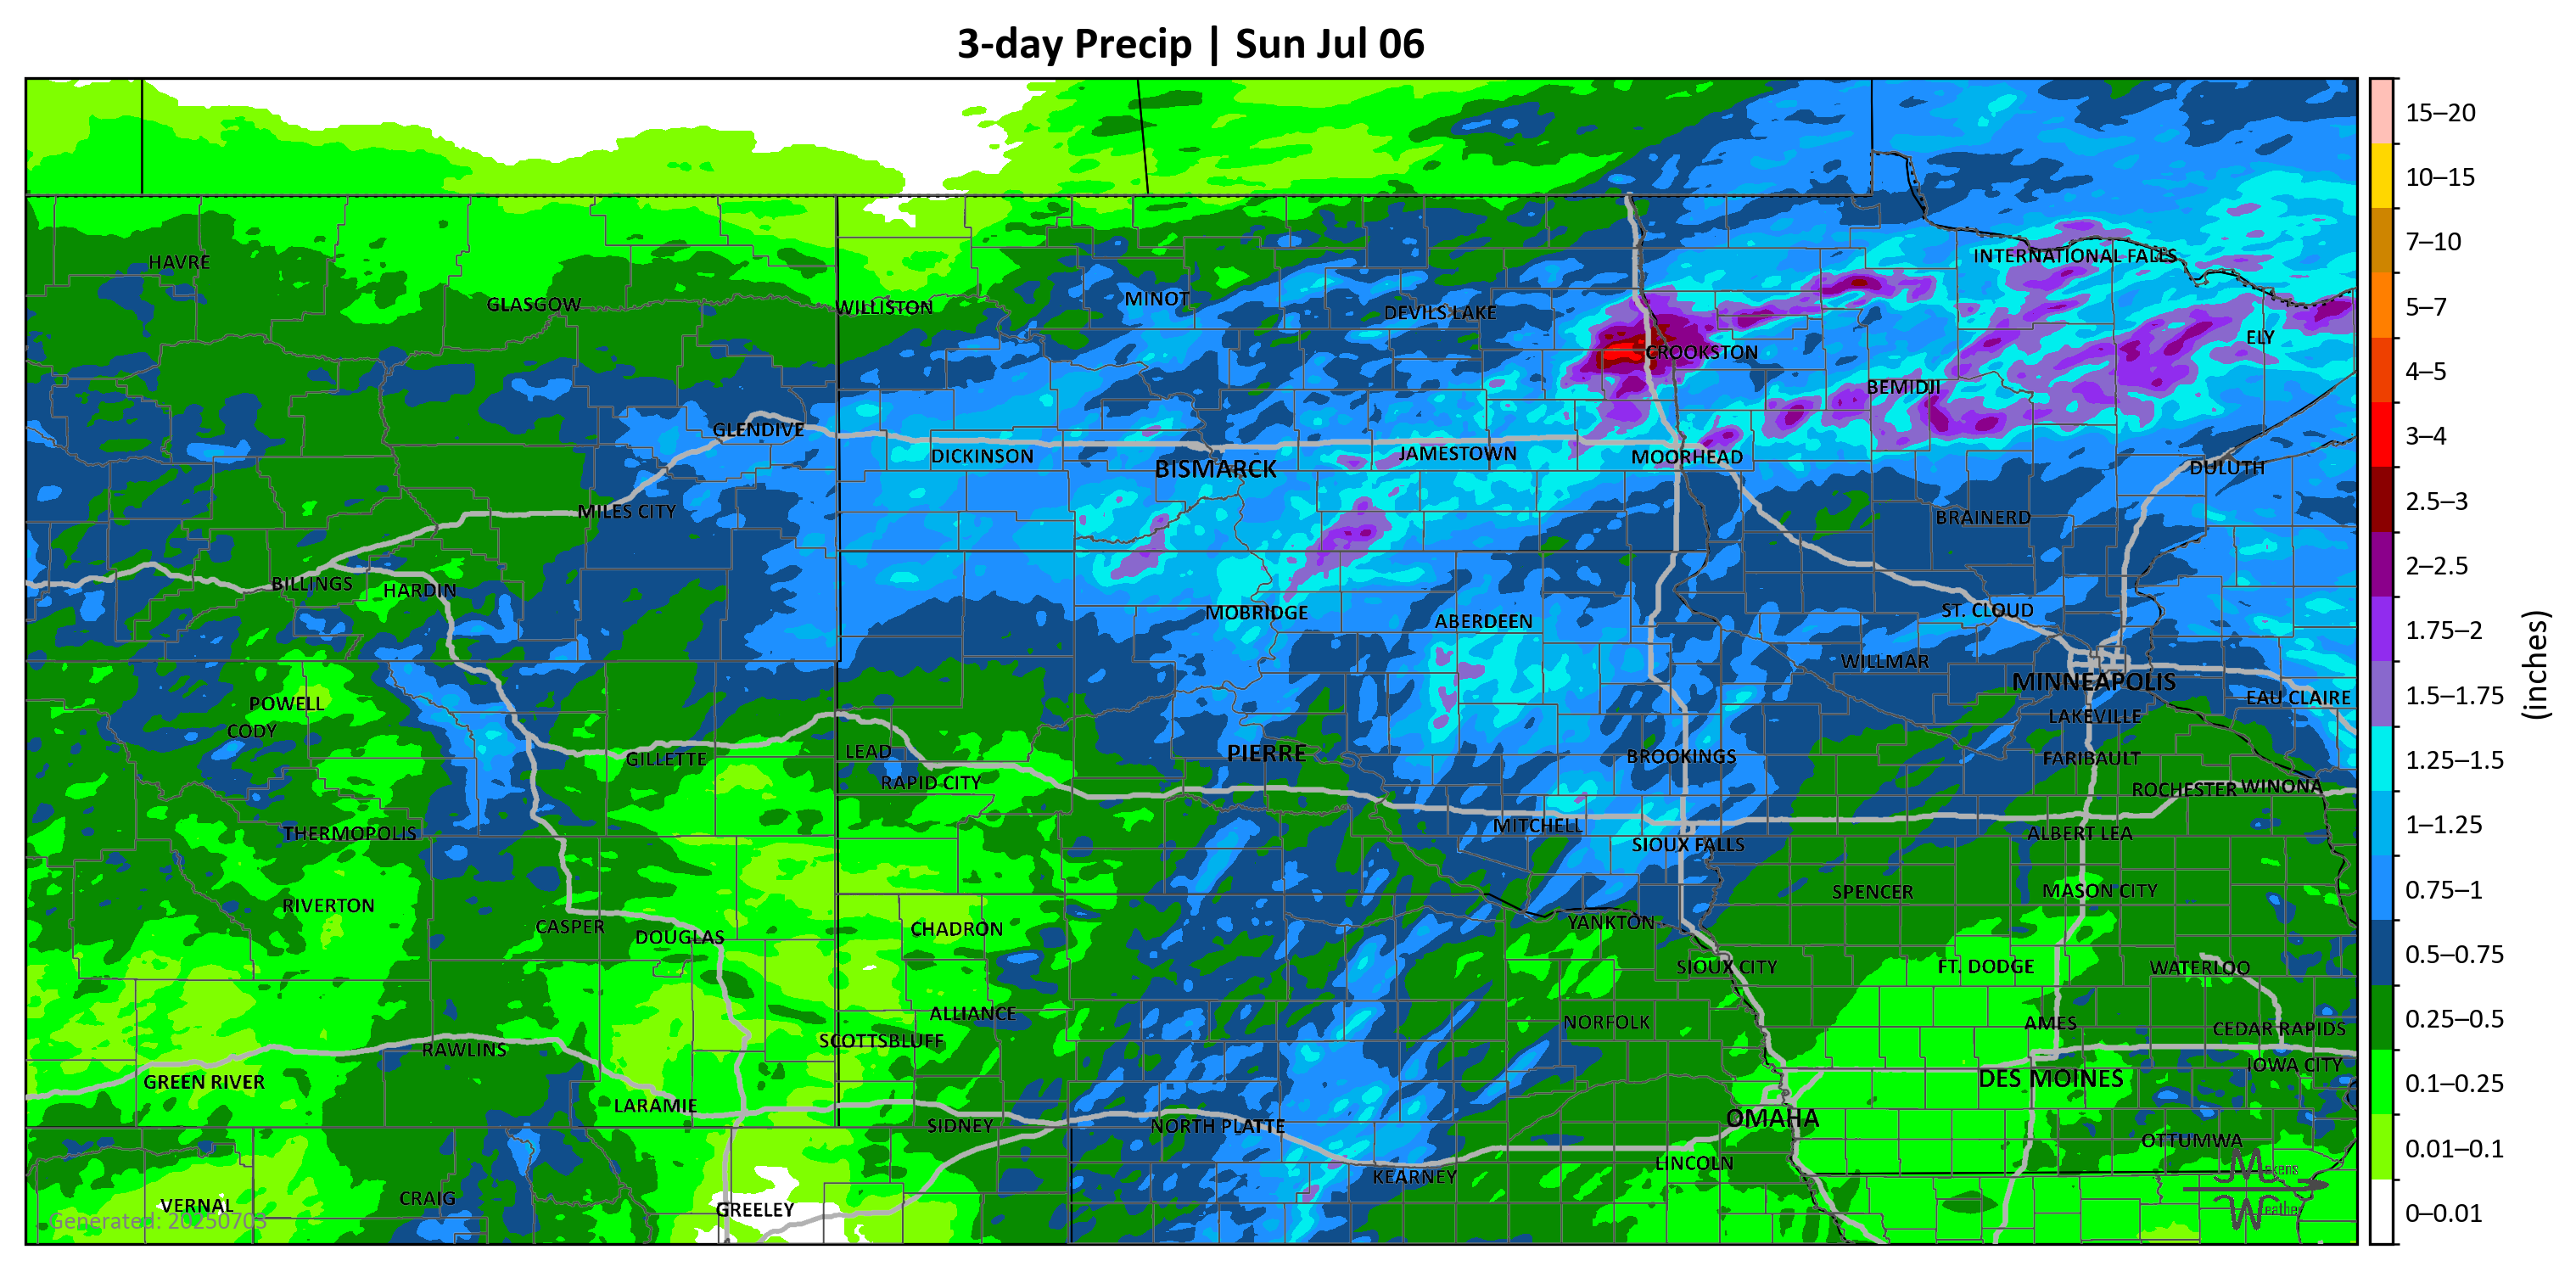 3-day Precip | Sun Jul 06
15–20
10–15
7–10
5–7
4–5
3–4
2.5–3
2–2.5
1.75–2
1.5–1.75
1.25–1.5
1–1.25
0.75–1
0.5–0.75
0.25–0.5
0.1–0.25
0.01–0.1
0–0.01
(inches)
HAVRE
INTERNATIONAL FALLS
GLASGOW
WILLISTON
MINOT
DEVILS LAKE
ELY
CROOKSTON
BEMIDJI
GLENDIVE
DICKINSON
BISMARCK
JAMESTOWN
MOORHEAD
DULUTH
MILES CITY
BRAINERD
BILLINGS
HARDIN
MOBRIDGE
ABERDEEN
ST. CLOUD
WILLMAR
MINNEAPOLIS
EAU CLAIRE
POWELL
LAKEVILLE
CODY
GILLETTE
LEAD
PIERRE
BROOKINGS
FARIBAULT
RAPID CITY
ROCHESTER
WINONA
THERMOPOLIS
MITCHELL
ALBERT LEA
SIOUX FALLS
RIVERTON
SPENCER
MASON CITY
CASPER
DOUGLAS
CHADRON
YANKTON
SIOUX CITY
FT. DODGE
WATERLOO
ALLIANCE
NORFOLK
AMES
CEDAR RAPIDS
SCOTTSBLUFF
RAWLINS
IOWA CITY
GREEN RIVER
DES MOINES
LARAMIE
SIDNEY
NORTH PLATTE
OMAHA
OTTUMWA
LINCOLN
KEARNEY
VERNAL
CRAIG
GREELEY
Generated: 20250703
Makens
Weather